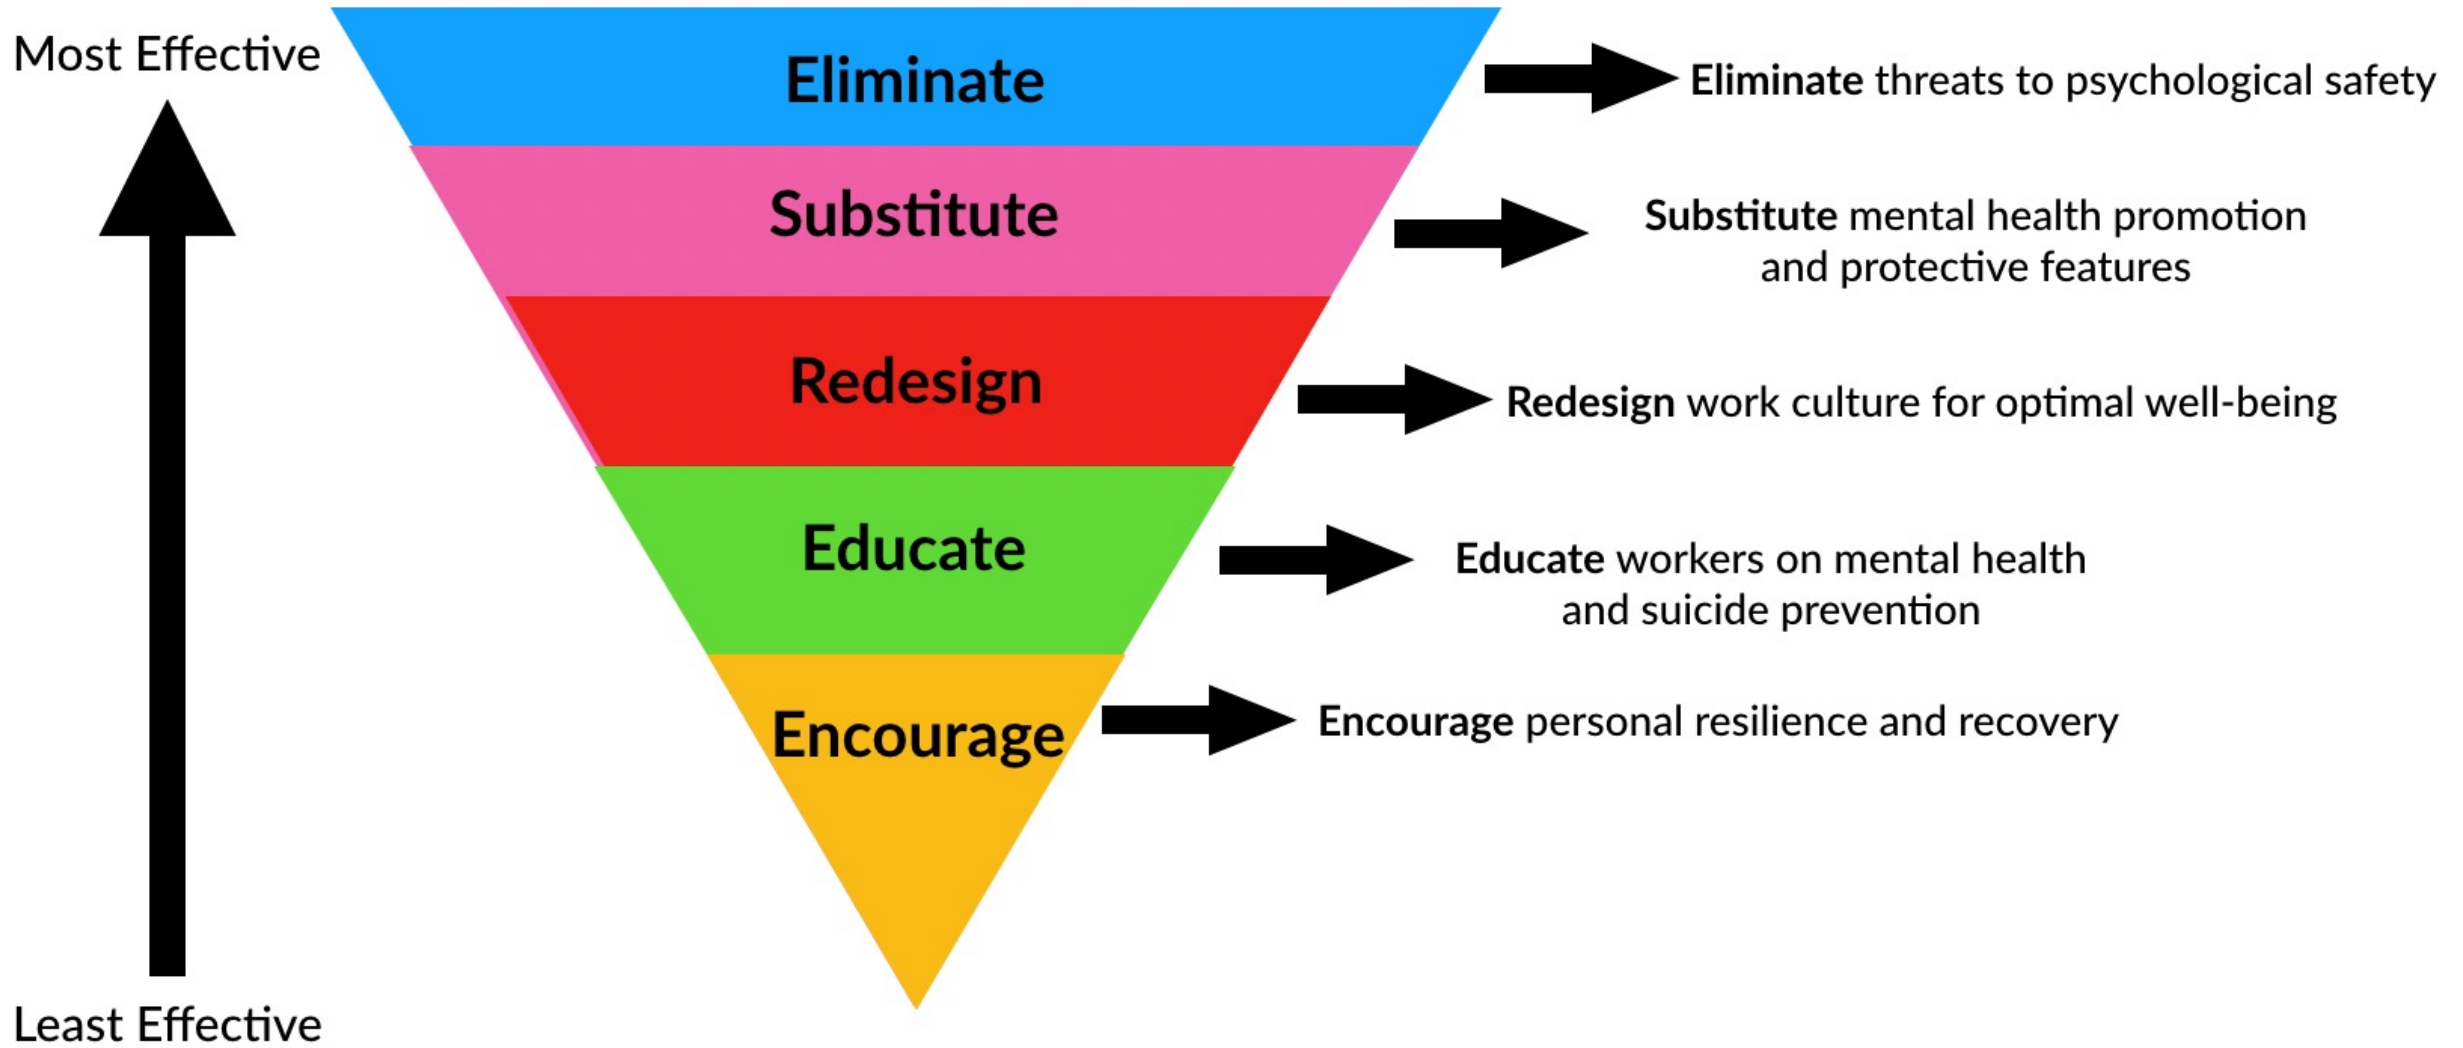 Most Effective
Eliminate
Eliminate threats to psychological safety
Substitute
Substitute mental health promotion
and protective features
Redesign
Redesign work culture for optimal well-being
Educate
Educate workers on mental health
and suicide prevention
Encourage
Encourage personal resilience and recovery
Least Effective